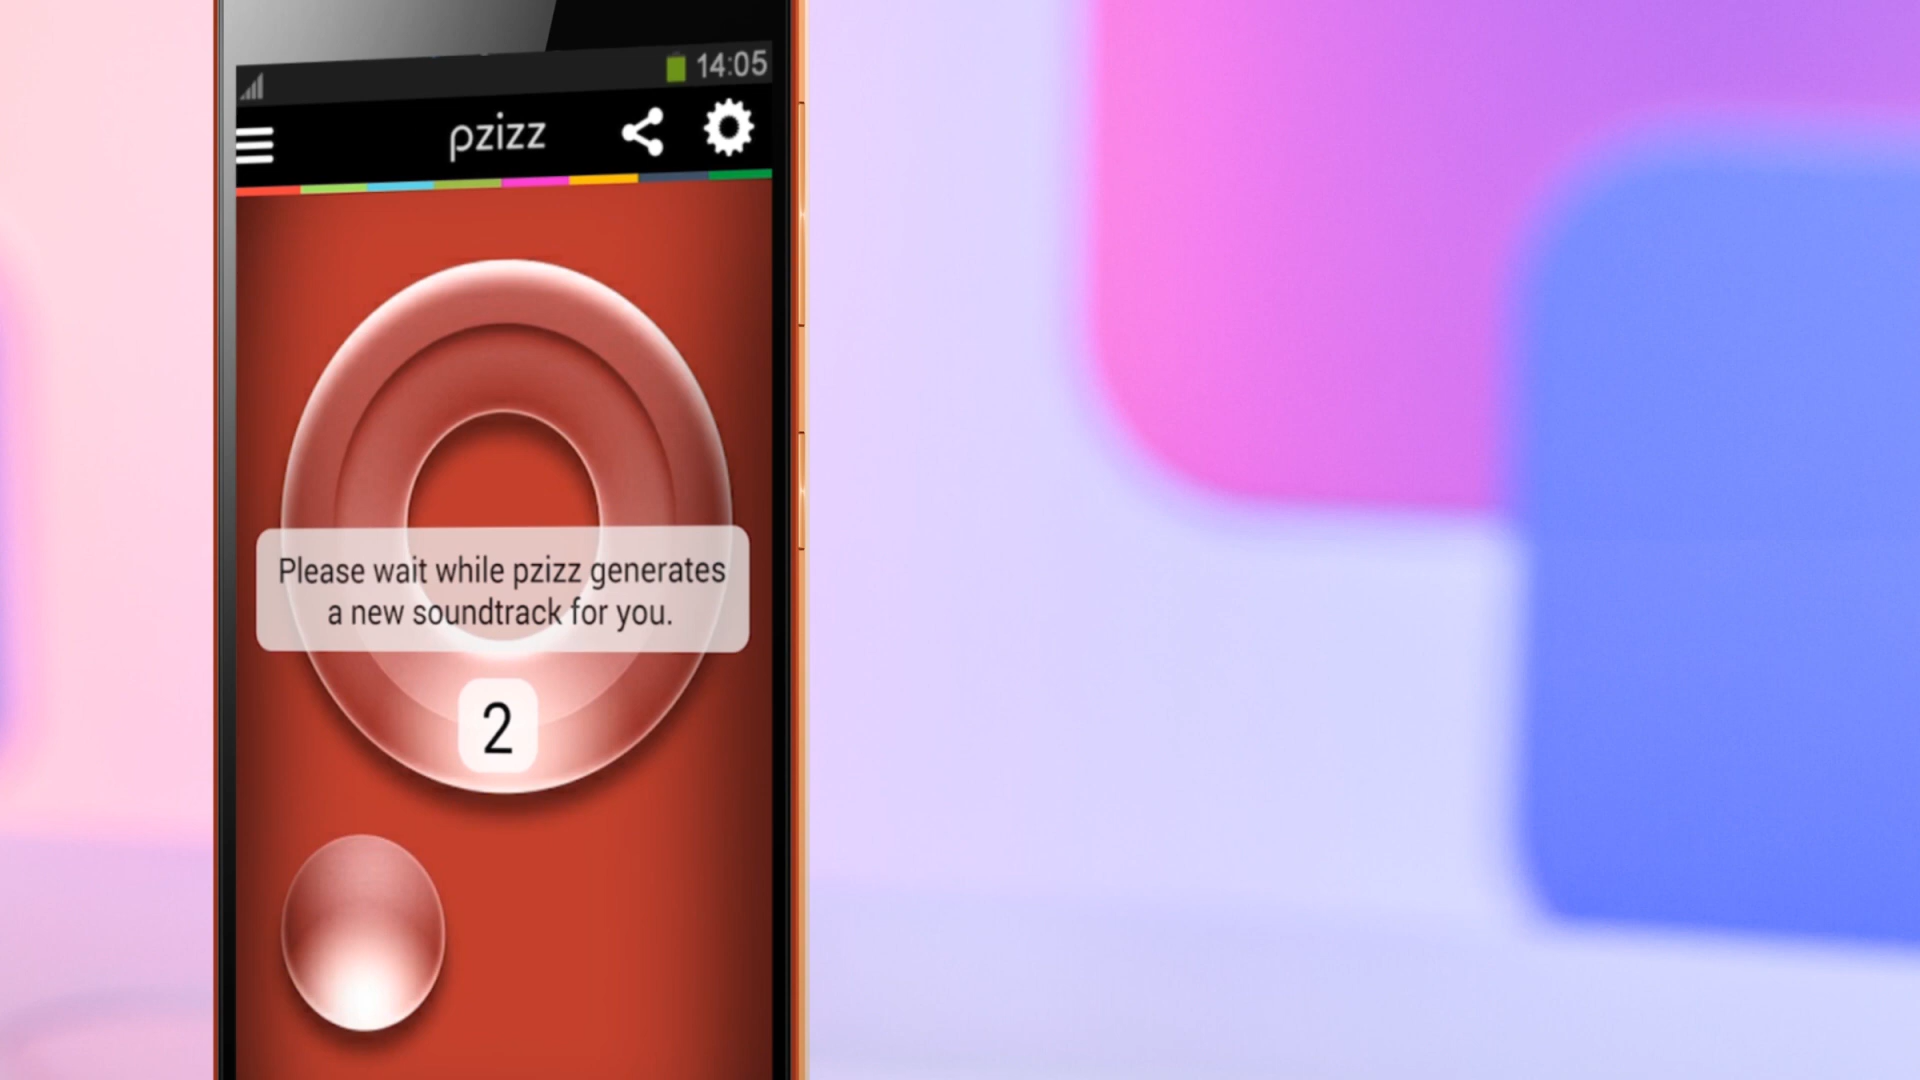 14:05
pzizz
Please wait while pzizz generates
a new soundtrack for you.
2